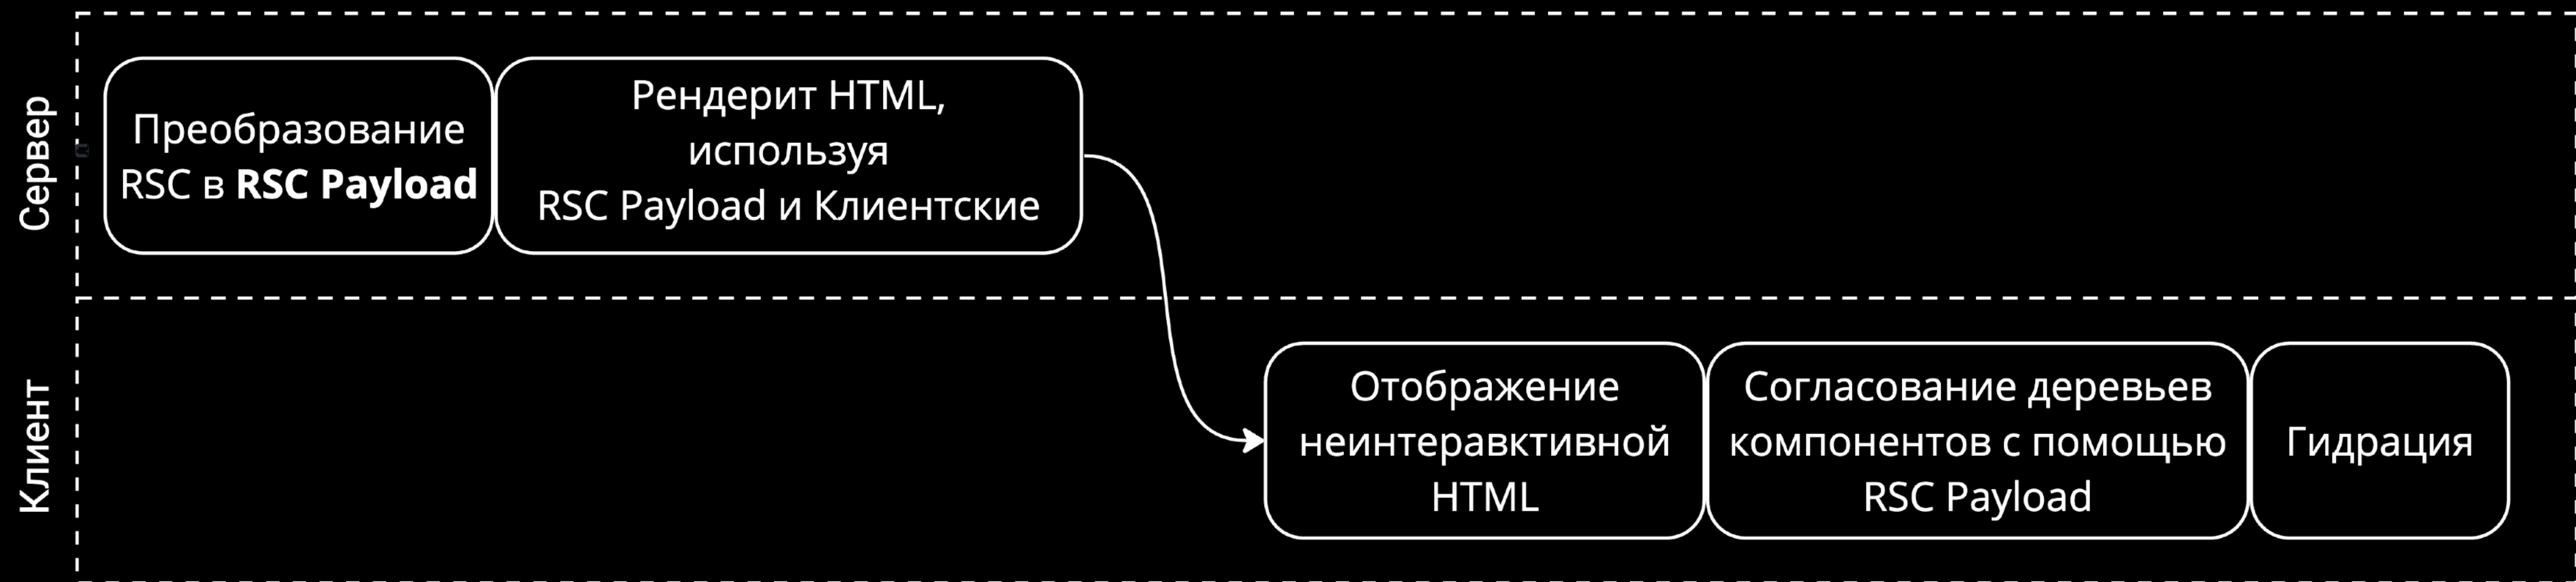 Сервер
Преобразование
RSC в RSC Payload
Рендерит HTML,
используя
RSC Payload и Клиентские
Клиент
Отображение
неинтеравктивной
HTML
Согласование деревьев
компонентов с помощью
RSC Payload
Гидрация